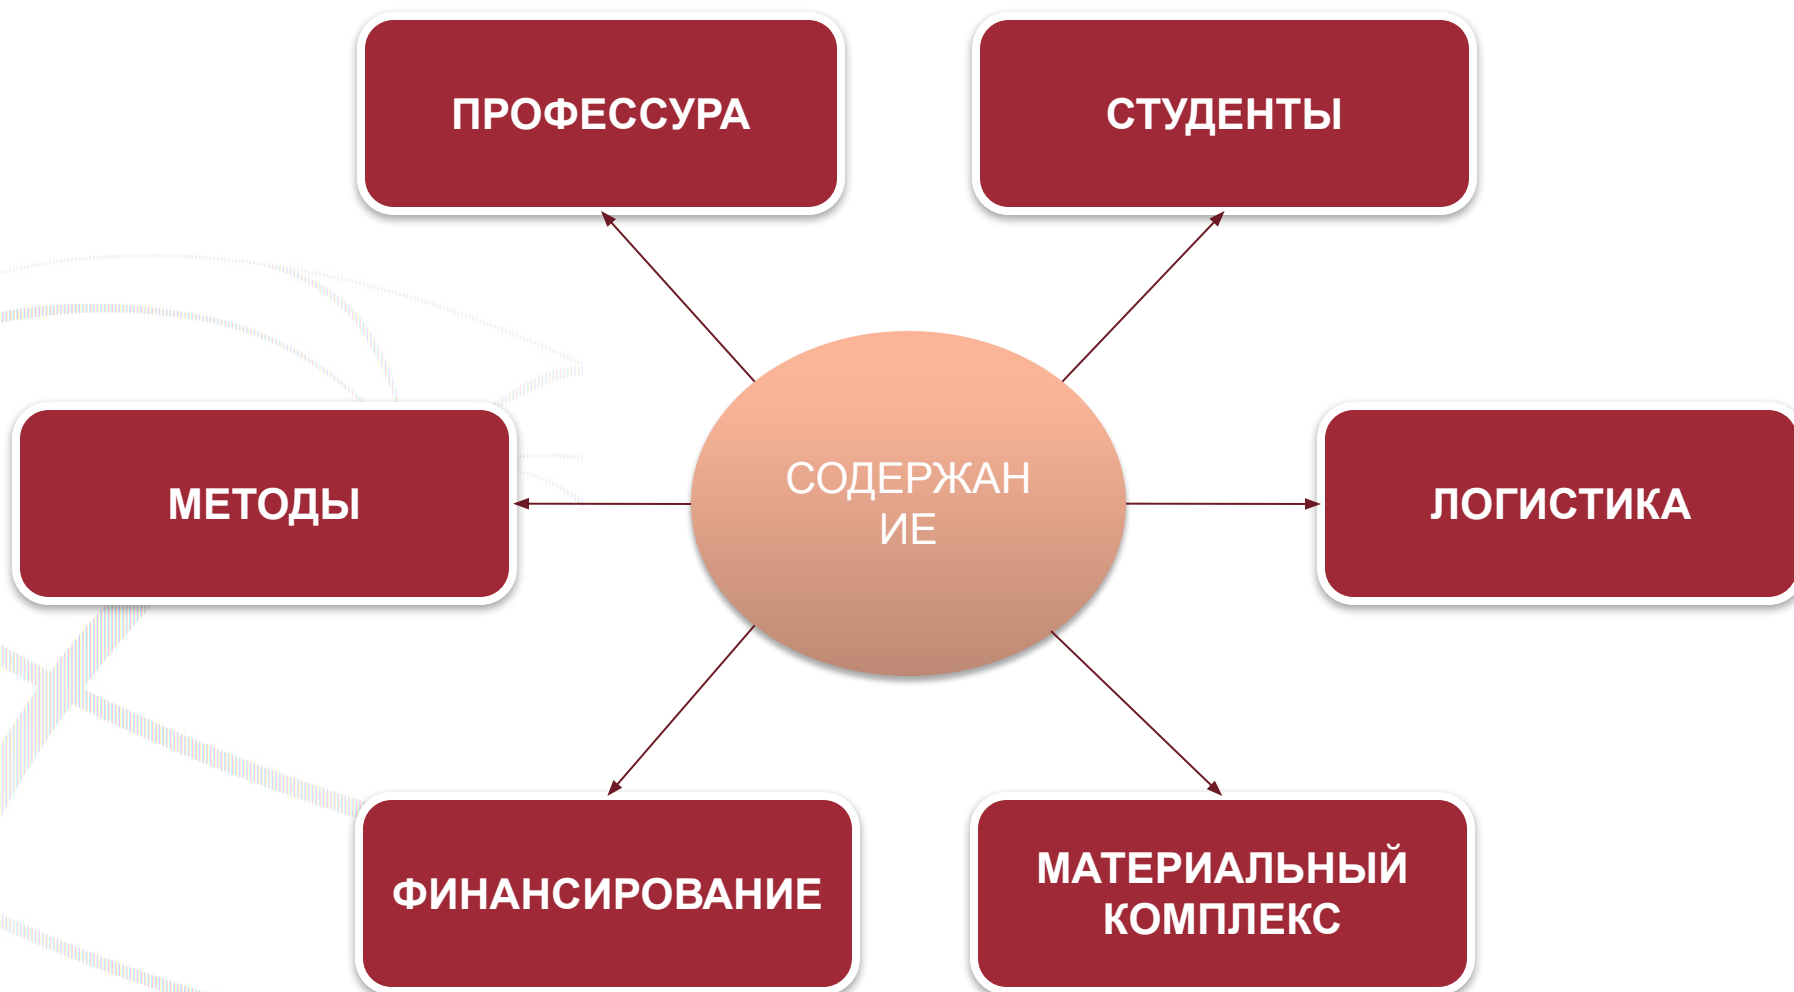 ПРОФЕССУРА
СТУДЕНТЫ
СОДЕРЖАН
ИЕ
МЕТОДЫ
ЛОГИСТИКА
ФИНАНСИРОВАНИЕ
МАТЕРИАЛЬНЫЙ
КОМПЛЕКС